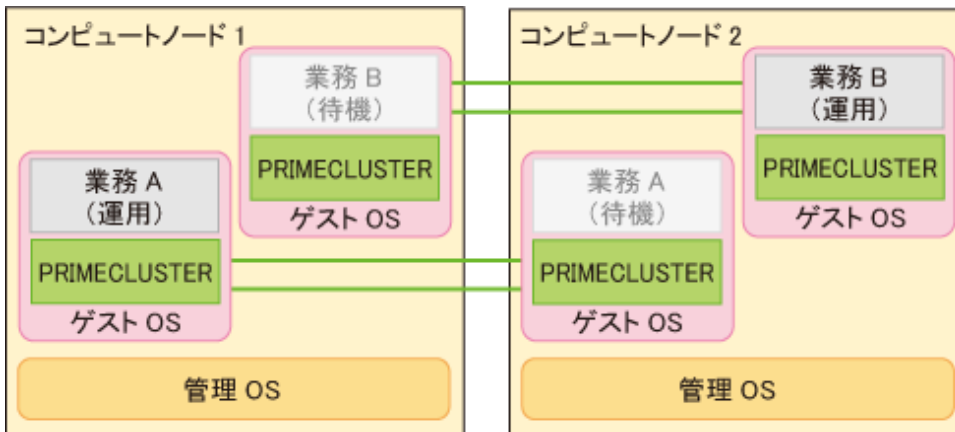 コンピュートノード 1
業務 B
(待機)
PRIMECLUSTER
ゲスト OS
業務 A
(運用)
PRIMECLUSTER
ゲスト OS
管理 OS
コンピュートノード 2
業務 B
(運用)
PRIMECLUSTER
ゲスト OS
業務 A
(待機)
PRIMECLUSTER
ゲスト OS
管理 OS